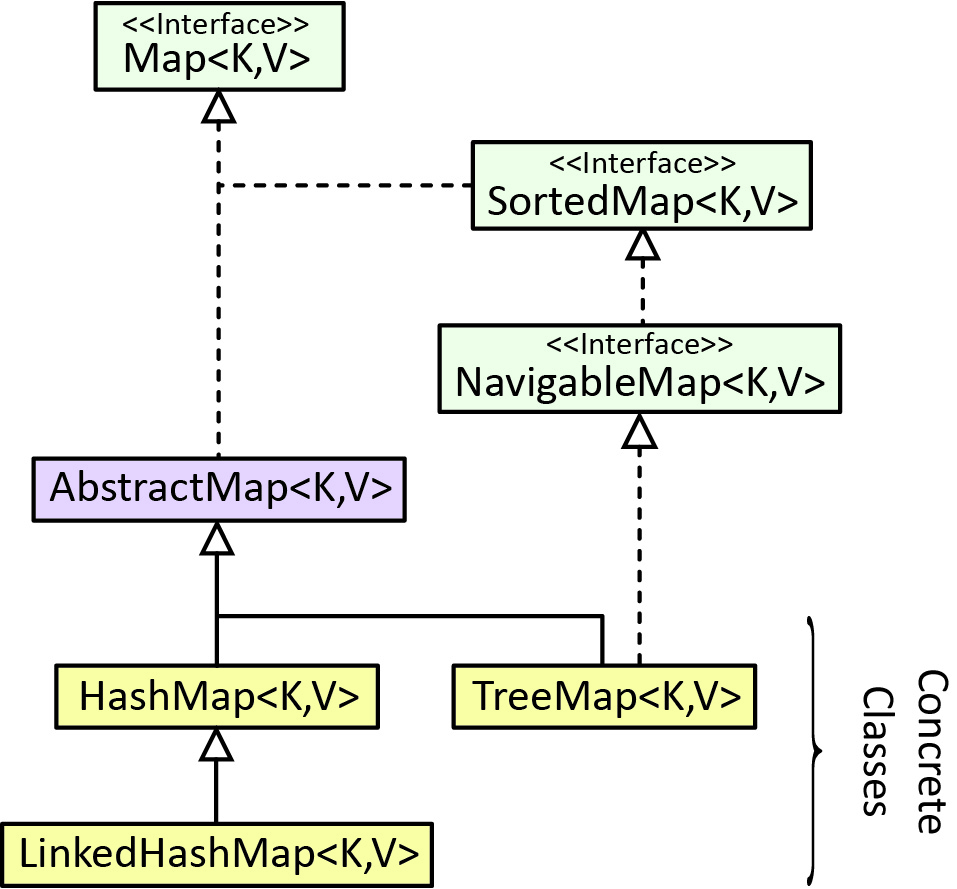 <<Interface>>
Map<K,V>
<<Interface>>
SortedMap<K,V>
<<Interface>>
NavigableMap<K,V>
AbstractMap<K,V>
HashMap<K,V>
TreeMap<K,V>
LinkedHashMap<K,V>
Concrete
Classes